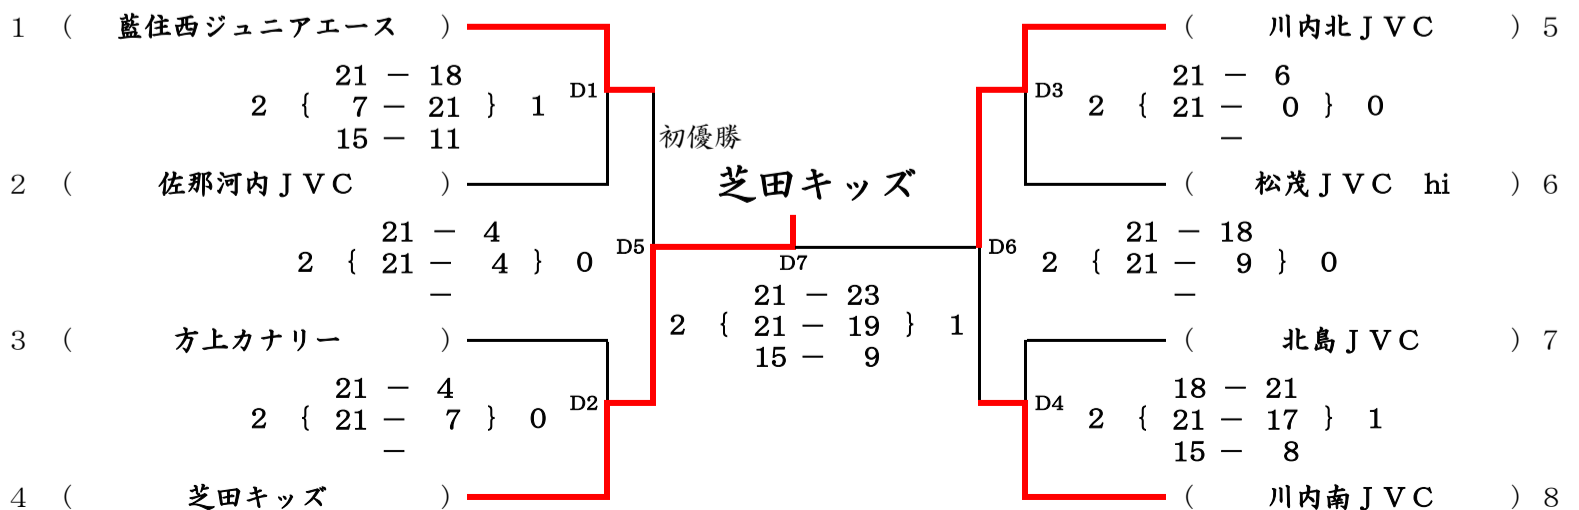 1 ( 藍住西ジュニアエース ) ( 川内北ＪＶＣ ) 5
21 － 18
2 { 7 － 21 } 1 D1
15 － 11
D3 21 － 6
2 { 21 － 0 } 0
－
初優勝
2 ( 佐那河内ＪＶＣ ) 芝田キッズ ( 松茂ＪＶＣ　hi ) 6
21 － 4
2 { 21 － 4 } 0 D5
－
D7
21 － 23
2 { 21 － 19 } 1
15 － 9
D6 21 － 18
2 { 21 － 9 } 0
－
3 ( 方上カナリー ) ( 北島ＪＶＣ ) 7
21 － 4
2 { 21 － 7 } 0 D2
－
D4 18 － 21
2 { 21 － 17 } 1
15 － 8
4 ( 芝田キッズ ) ( 川内南ＪＶＣ ) 8